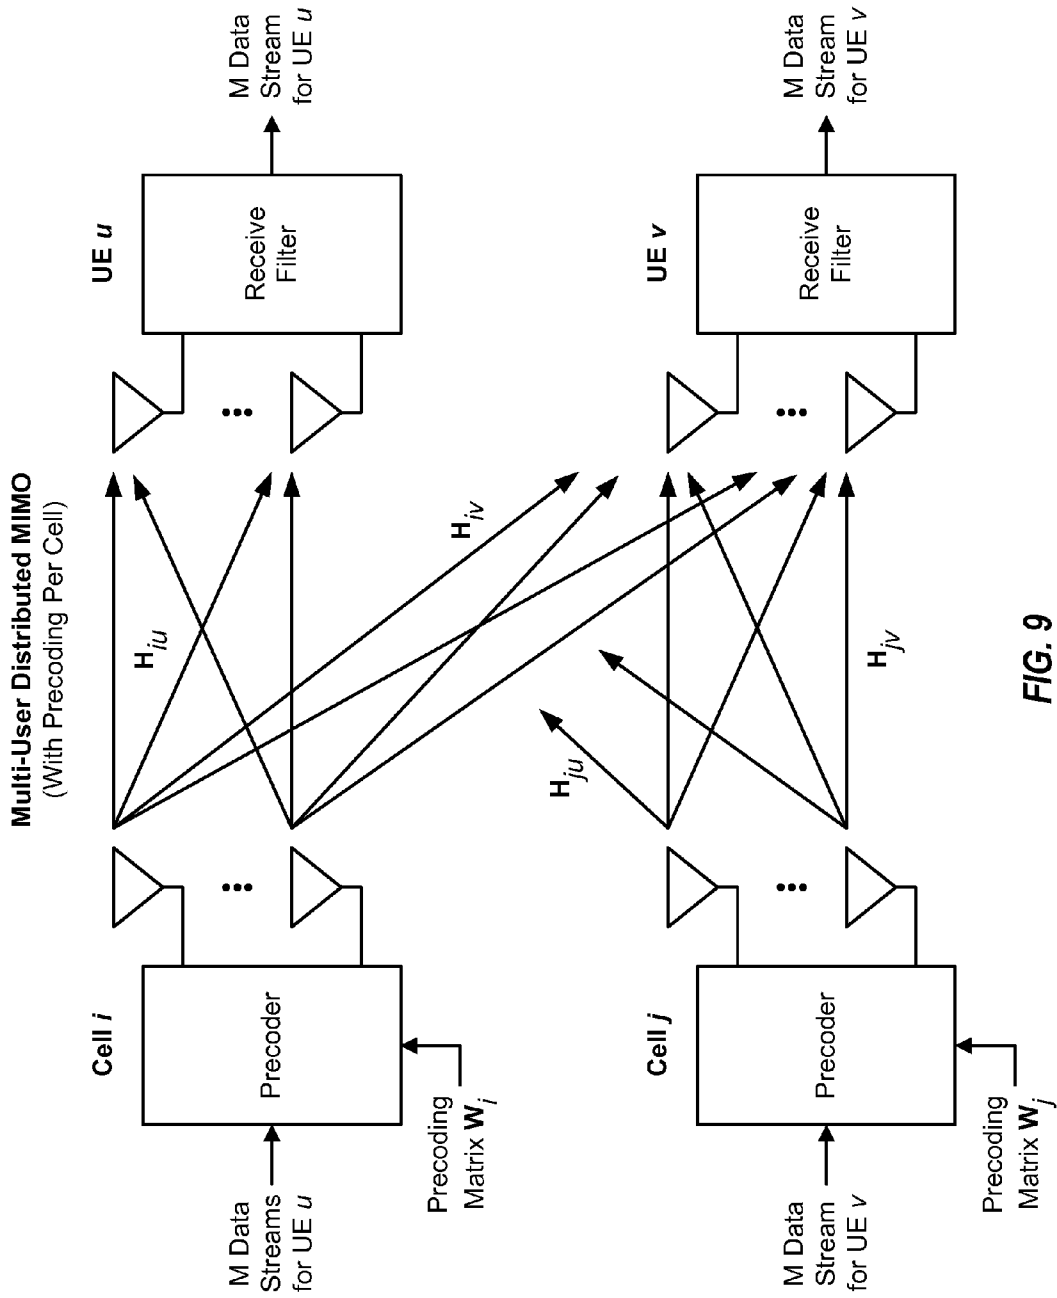 Multi-User Distributed MIMO
(With Precoding Per Cell)
M Data
Streams
for UE u
Cell i
Precoder
Precoding
Matrix W_i
H_iu
H_iv
UE u
Receive
Filter
M Data
Stream
for UE u
M Data
Stream
for UE v
Cell j
Precoder
Precoding
Matrix W_j
H_ju
H_jv
UE v
Receive
Filter
M Data
Stream
for UE v
FIG. 9